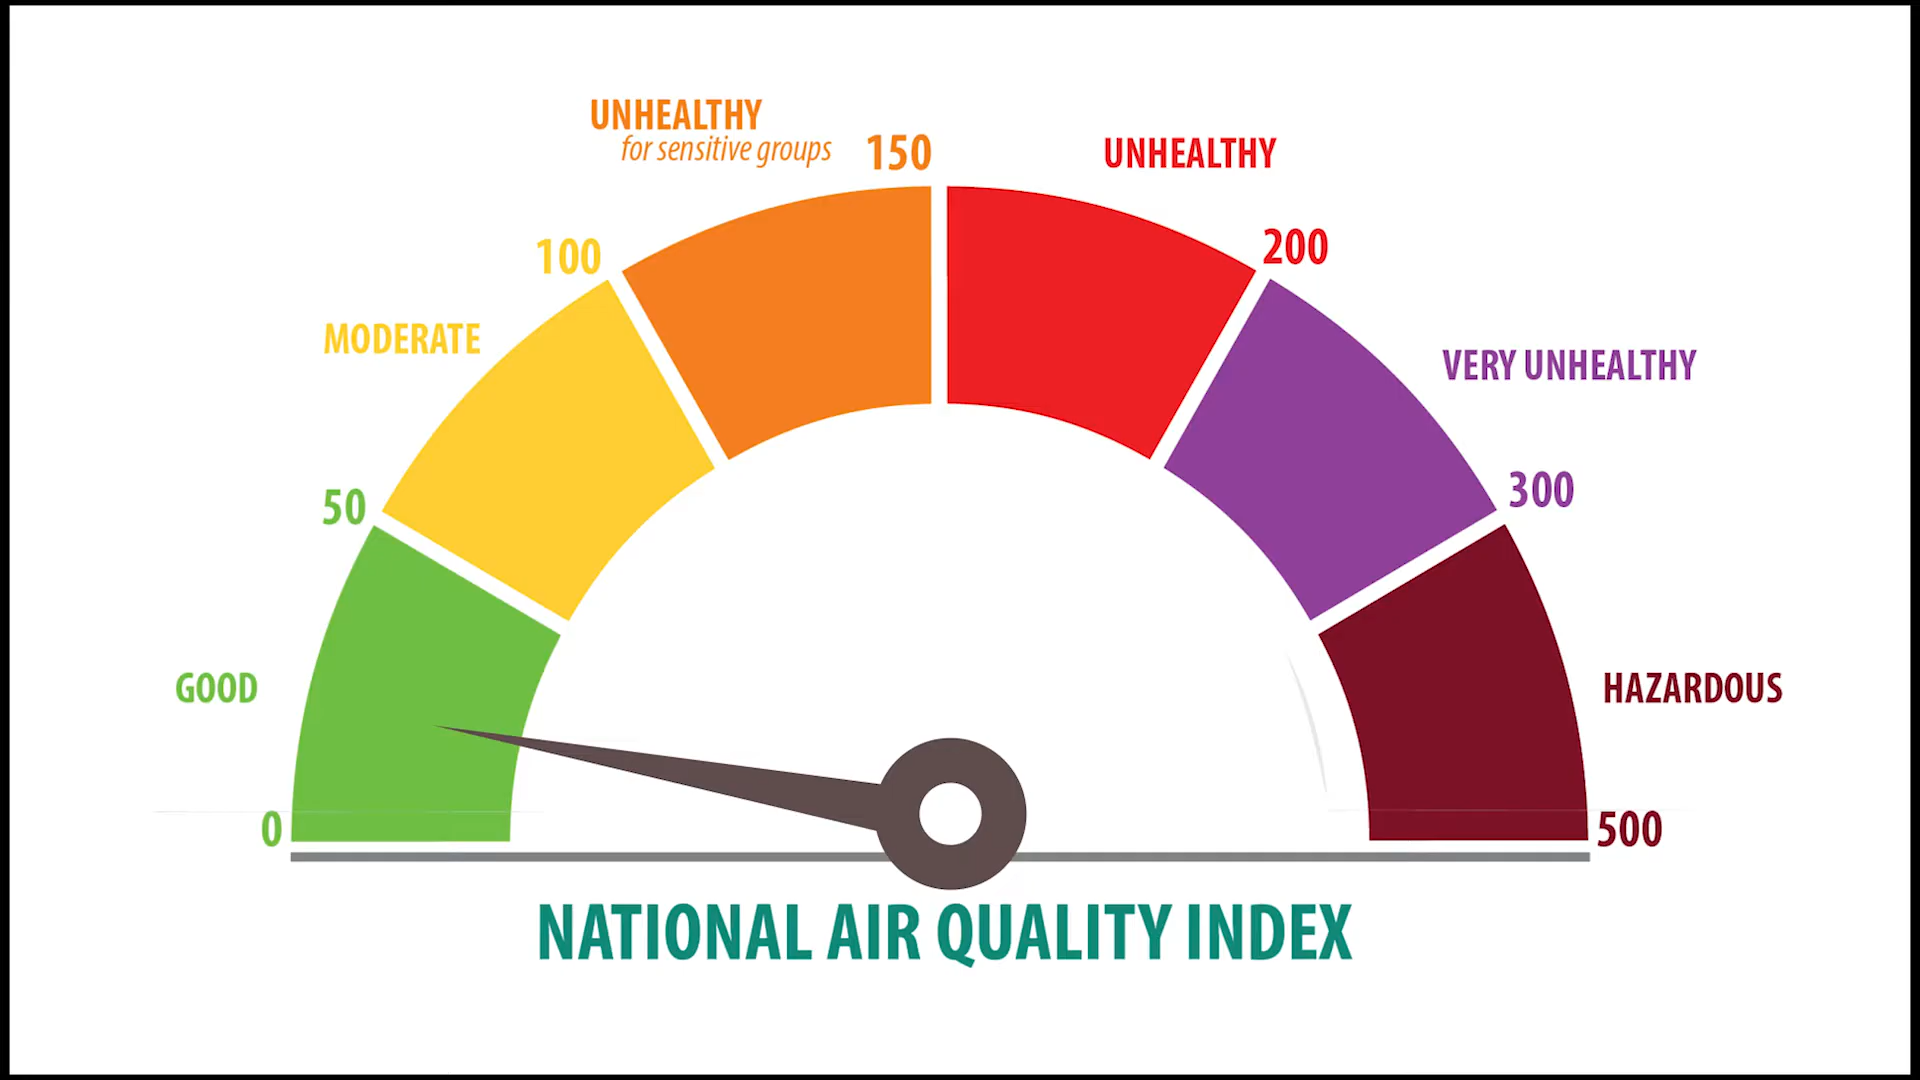 UNHEALTHY
for sensitive groups
150
UNHEALTHY
100
200
MODERATE
VERY UNHEALTHY
50
300
GOOD
HAZARDOUS
0
500
NATIONAL AIR QUALITY INDEX